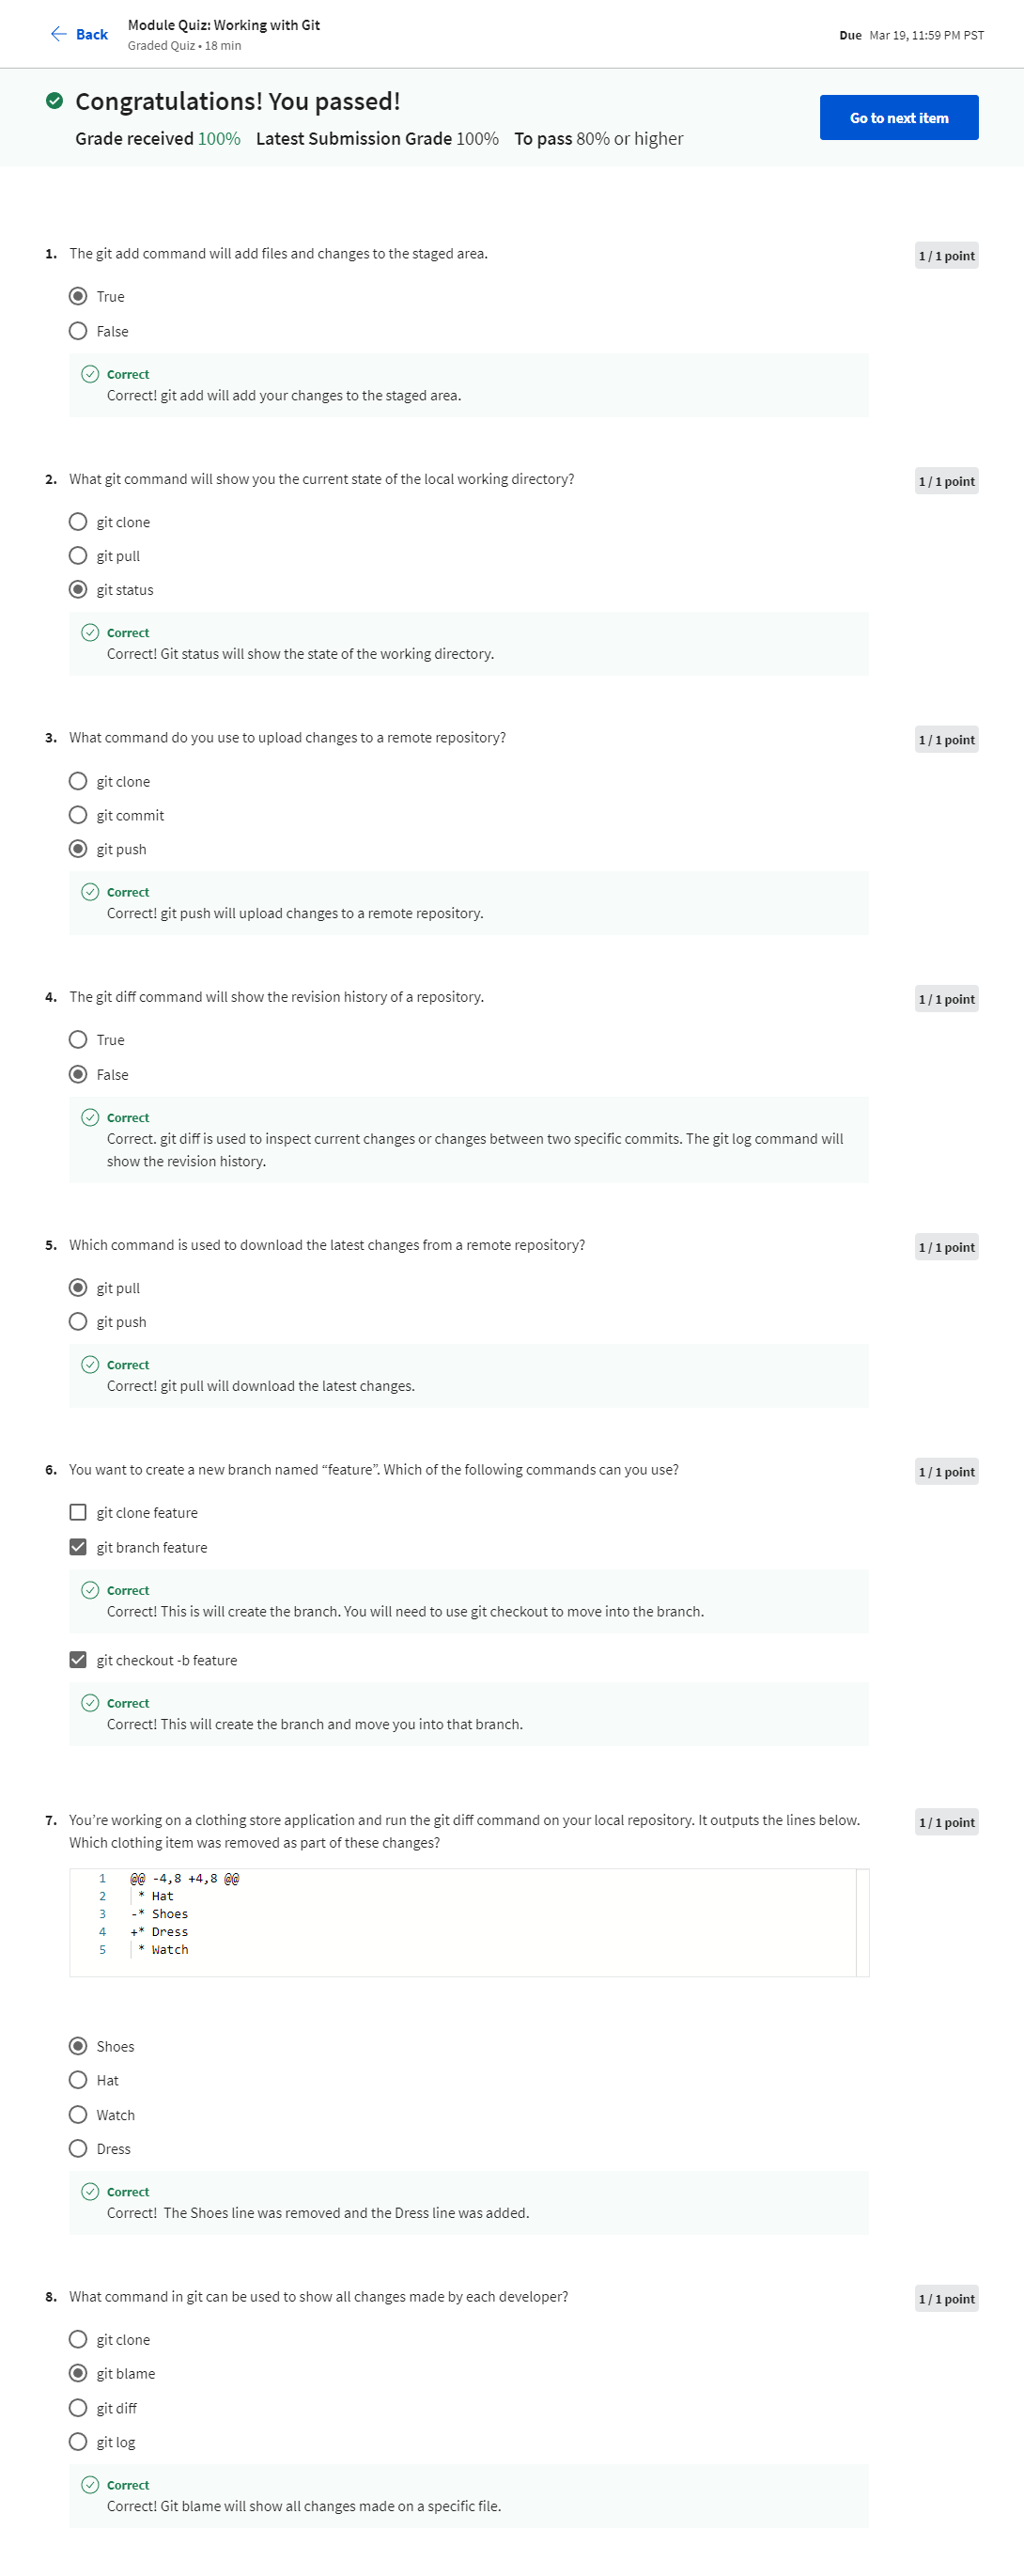 Back
Module Quiz: Working with Git
Graded Quiz • 18 min
Due Mar 19, 11:59 PM PST
Congratulations! You passed!
Grade received 100% Latest Submission Grade 100% To pass 80% or higher
Go to next item
1. The git add command will add files and changes to the staged area.
1 / 1 point
True
False
Correct
Correct! git add will add your changes to the staged area.
2. What git command will show you the current state of the local working directory?
1 / 1 point
git clone
git pull
git status
Correct
Correct! Git status will show the state of the working directory.
3. What command do you use to upload changes to a remote repository?
1 / 1 point
git clone
git commit
git push
Correct
Correct! git push will upload changes to a remote repository.
4. The git diff command will show the revision history of a repository.
1 / 1 point
True
False
Correct
Correct. git diff is used to inspect current changes or changes between two specific commits. The git log command will
show the revision history.
5. Which command is used to download the latest changes from a remote repository?
1 / 1 point
git pull
git push
Correct
Correct! git pull will download the latest changes.
6. You want to create a new branch named “feature”. Which of the following commands can you use?
1 / 1 point
git clone feature
git branch feature
Correct
Correct! This is will create the branch. You will need to use git checkout to move into the branch.
git checkout -b feature
Correct
Correct! This will create the branch and move you into that branch.
7. You’re working on a clothing store application and run the git diff command on your local repository. It outputs the lines below.
Which clothing item was removed as part of these changes?
1 / 1 point
1 @@ -4,8 +4,8 @@
2 * Hat
3 -* Shoes
4 +* Dress
5 * Watch
Shoes
Hat
Watch
Dress
Correct
Correct! The Shoes line was removed and the Dress line was added.
8. What command in git can be used to show all changes made by each developer?
1 / 1 point
git clone
git blame
git diff
git log
Correct
Correct! Git blame will show all changes made on a specific file.